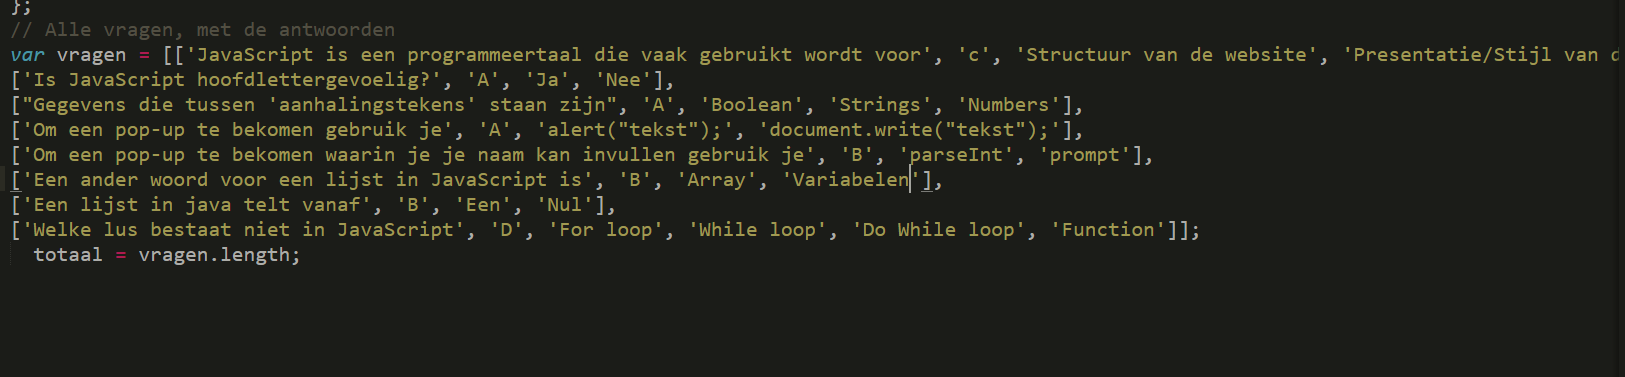 };
// Alle vragen, met de antwoorden
var vragen = [['JavaScript is een programmeertaal die vaak gebruikt wordt voor', 'c', 'Structuur van de website', 'Presentatie/Stijl van d
['Is JavaScript hoofdlettergevoelig?', 'A', 'Ja', 'Nee'],
["Gegevens die tussen 'aanhalingstekens' staan zijn", 'A', 'Boolean', 'Strings', 'Numbers'],
['Om een pop-up te bekomen gebruik je', 'A', 'alert("tekst");', 'document.write("tekst");'],
['Om een pop-up te bekomen waarin je je naam kan invullen gebruik je', 'B', 'parseInt', 'prompt'],
['Een ander woord voor een lijst in JavaScript is', 'B', 'Array', 'Variabelen'],
['Een lijst in java telt vanaf', 'B', 'Een', 'Nul'],
['Welke lus bestaat niet in JavaScript', 'D', 'For loop', 'While loop', 'Do While loop', 'Function']];
totaal = vragen.length;